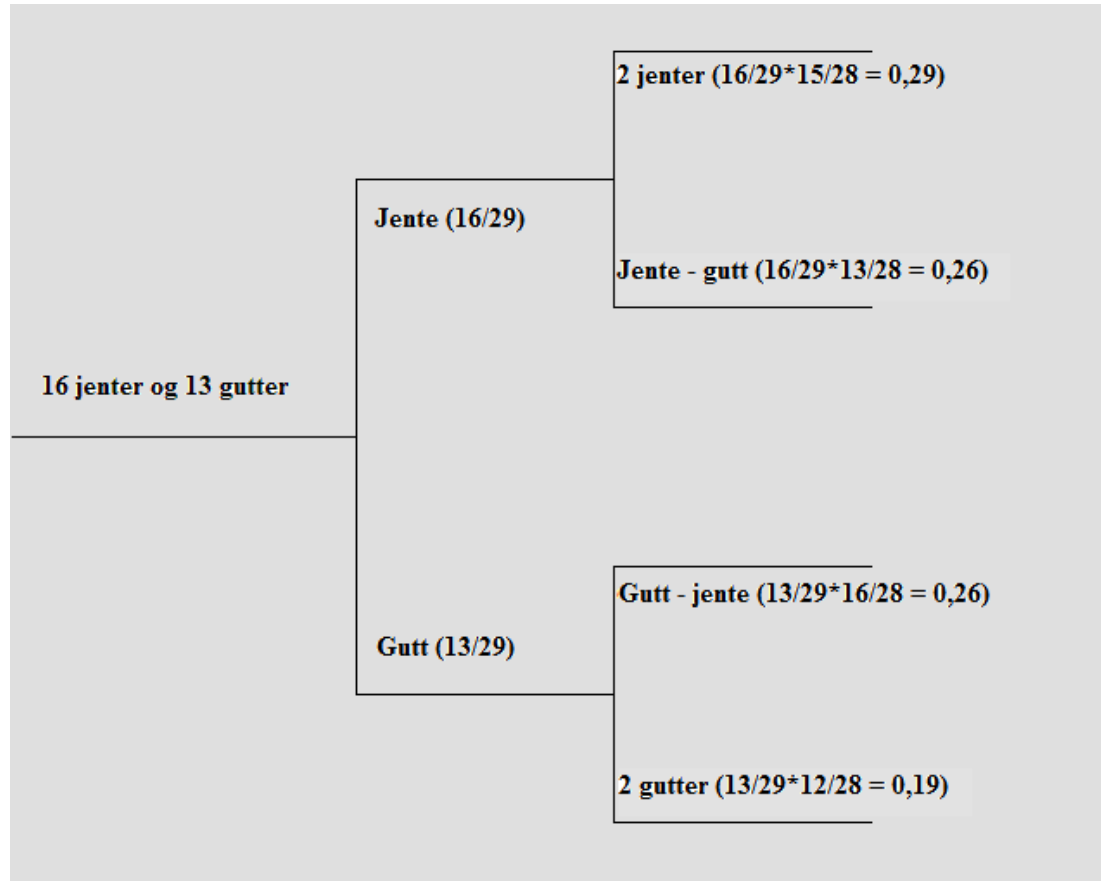 2 jenter (16/29*15/28 = 0,29)
Jente (16/29)
Jente - gutt (16/29*13/28 = 0,26)
16 jenter og 13 gutter
Gutt - jente (13/29*16/28 = 0,26)
Gutt (13/29)
2 gutter (13/29*12/28 = 0,19)